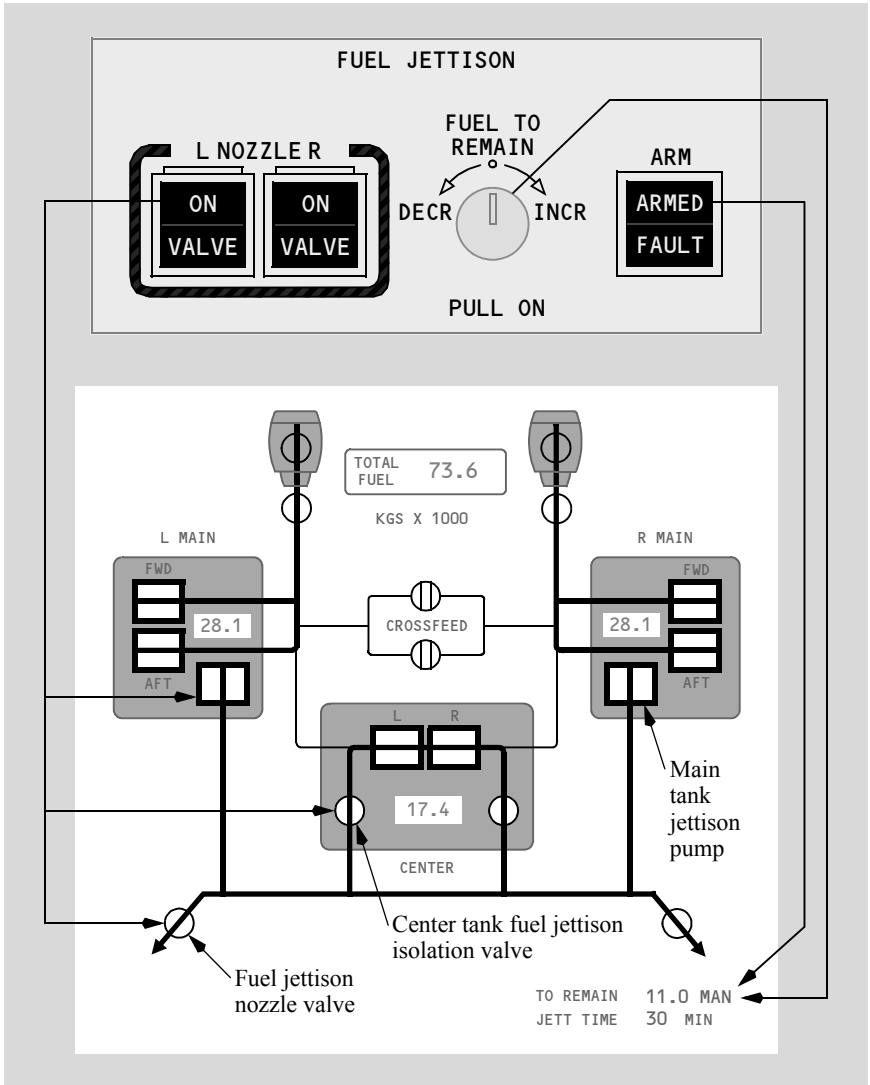 FUEL JETTISON
L NOZZLE R
FUEL TO
REMAIN
ARM
DECR
INCR
ON
VALVE
ON
VALVE
ARMED
FAULT
PULL ON
TOTAL
FUEL
73.6
KGS X 1000
L MAIN
R MAIN
FWD
28.1
AFT
CROSSFEED
FWD
28.1
AFT
L
R
17.4
CENTER
Main
tank
jettison
pump
Center tank fuel jettison
isolation valve
Fuel jettison
nozzle valve
TO REMAIN 11.0 MAN
JETT TIME 30 MIN